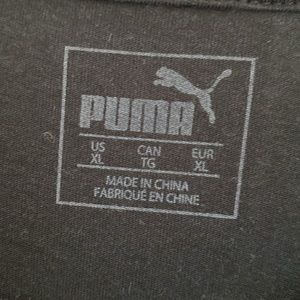 PUMA
US CAN EUR
XL TG XL
MADE IN CHINA
FABRIQUÉ EN CHINE